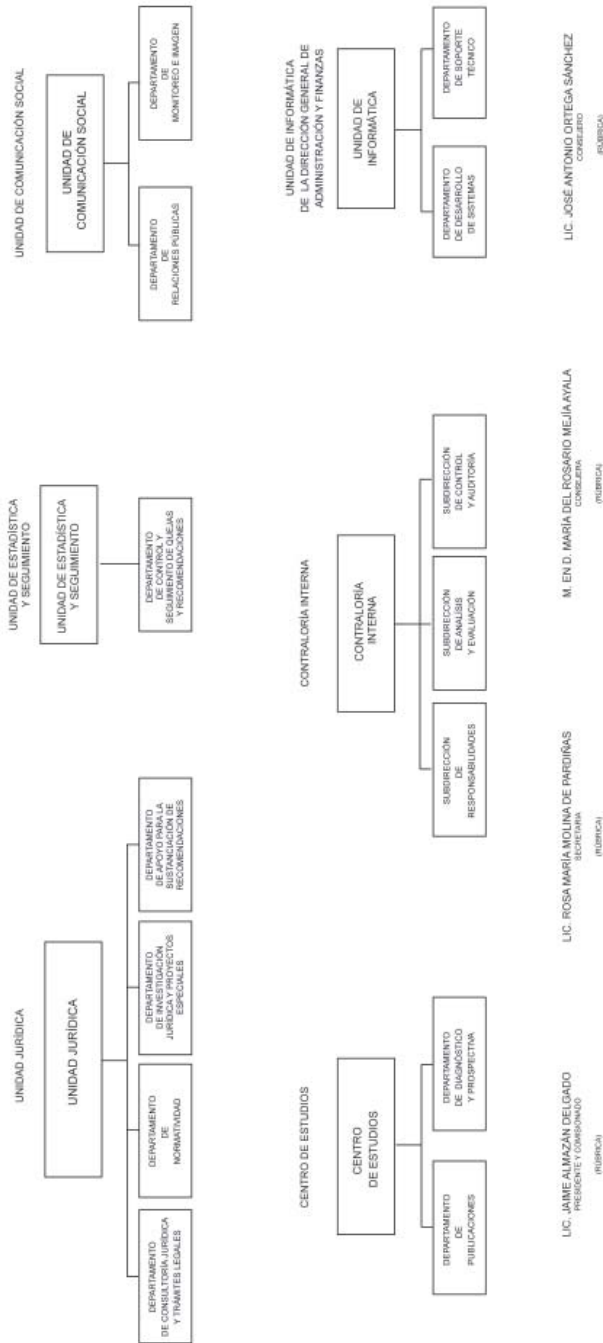 UNIDAD JURÍDICA
UNIDAD JURÍDICA
DEPARTAMENTO
DE CONSULTORÍA JURÍDICA
Y TRÁMITES LEGALES
DEPARTAMENTO
DE
NORMATIVIDAD
DEPARTAMENTO
DE INVESTIGACIÓN
JURÍDICA Y PROYECTOS
ESPECIALES
DEPARTAMENTO
DE APOYO PARA LA
SUSTANCIACIÓN DE
RECOMENDACIONES
UNIDAD DE ESTADÍSTICA
Y SEGUIMIENTO
UNIDAD DE ESTADÍSTICA
Y SEGUIMIENTO
DEPARTAMENTO
DE CONTROL Y
SEGUIMIENTO DE QUEJAS
Y RECOMENDACIONES
UNIDAD DE COMUNICACIÓN SOCIAL
UNIDAD DE
COMUNICACIÓN SOCIAL
DEPARTAMENTO
DE
RELACIONES PÚBLICAS
DEPARTAMENTO
DE
MONITOREO E IMAGEN
CENTRO DE ESTUDIOS
CENTRO
DE ESTUDIOS
DEPARTAMENTO
DE
PUBLICACIONES
DEPARTAMENTO
DE DIAGNÓSTICO
Y PROSPECTIVA
CONTRALORÍA INTERNA
CONTRALORÍA
INTERNA
SUBDIRECCIÓN
DE
RESPONSABILIDADES
SUBDIRECCIÓN
DE ANALÍSIS
Y EVALUACIÓN
SUBDIRECCIÓN
DE CONTROL
Y AUDITORÍA
UNIDAD DE INFORMÁTICA
DE LA DIRECCIÓN GENERAL DE
ADMINISTRACIÓN Y FINANZAS
UNIDAD DE
INFORMÁTICA
DEPARTAMENTO
DE DESARROLLO
DE SISTEMAS
DEPARTAMENTO
DE SOPORTE
TÉCNICO
LIC. JAIME ALMAZÁN DELGADO
PRESIDENTE Y COMISIONADO
(RÚBRICA)
LIC. ROSA MARÍA MOLINA DE PARDIÑAS
SECRETARIA
(RÚBRICA)
M. EN D. MARÍA DEL ROSARIO MEJÍA AYALA
CONSEJERA
(RÚBRICA)
LIC. JOSÉ ANTONIO ORTEGA SÁNCHEZ
CONSEJERO
(RÚBRICA)